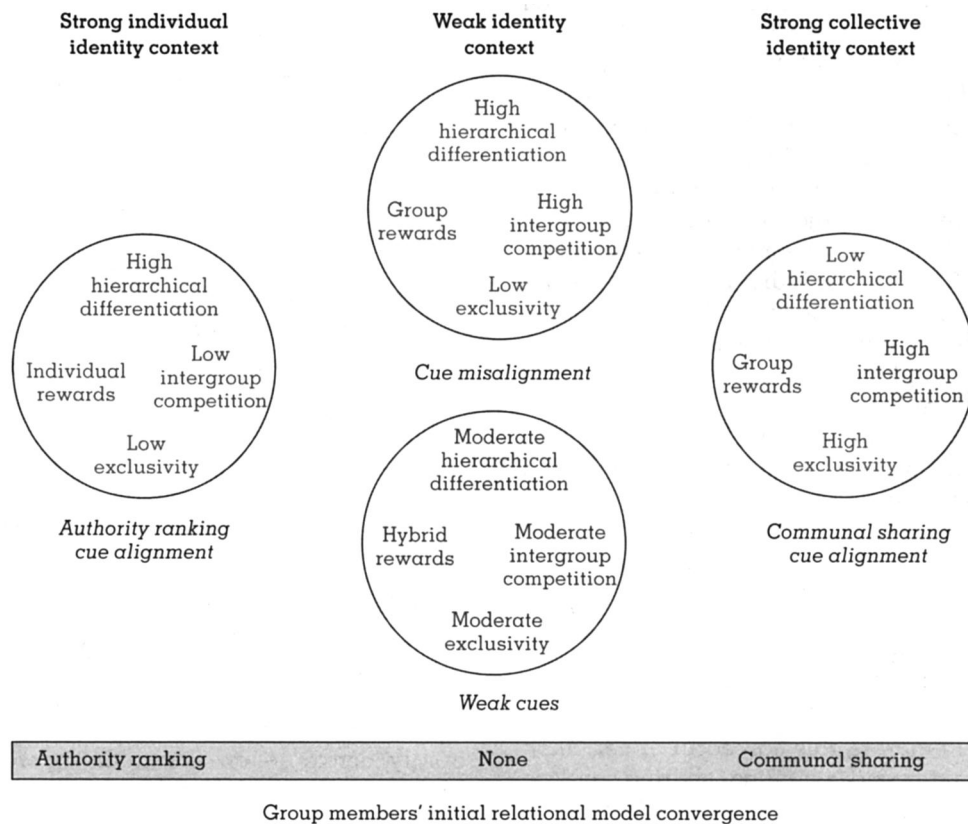 Strong individual
identity context
Weak identity
context
Strong collective
identity context
High
hierarchical
differentiation
Individual
rewards
Low
intergroup
competition
Low
exclusivity
Authority ranking
cue alignment
High
hierarchical
differentiation
Group
rewards
High
intergroup
competition
Low
exclusivity
Cue misalignment
Moderate
hierarchical
differentiation
Hybrid
rewards
Moderate
intergroup
competition
Moderate
exclusivity
Weak cues
Low
hierarchical
differentiation
Group
rewards
High
intergroup
competition
High
exclusivity
Communal sharing
cue alignment
Authority ranking None Communal sharing
Group members' initial relational model convergence